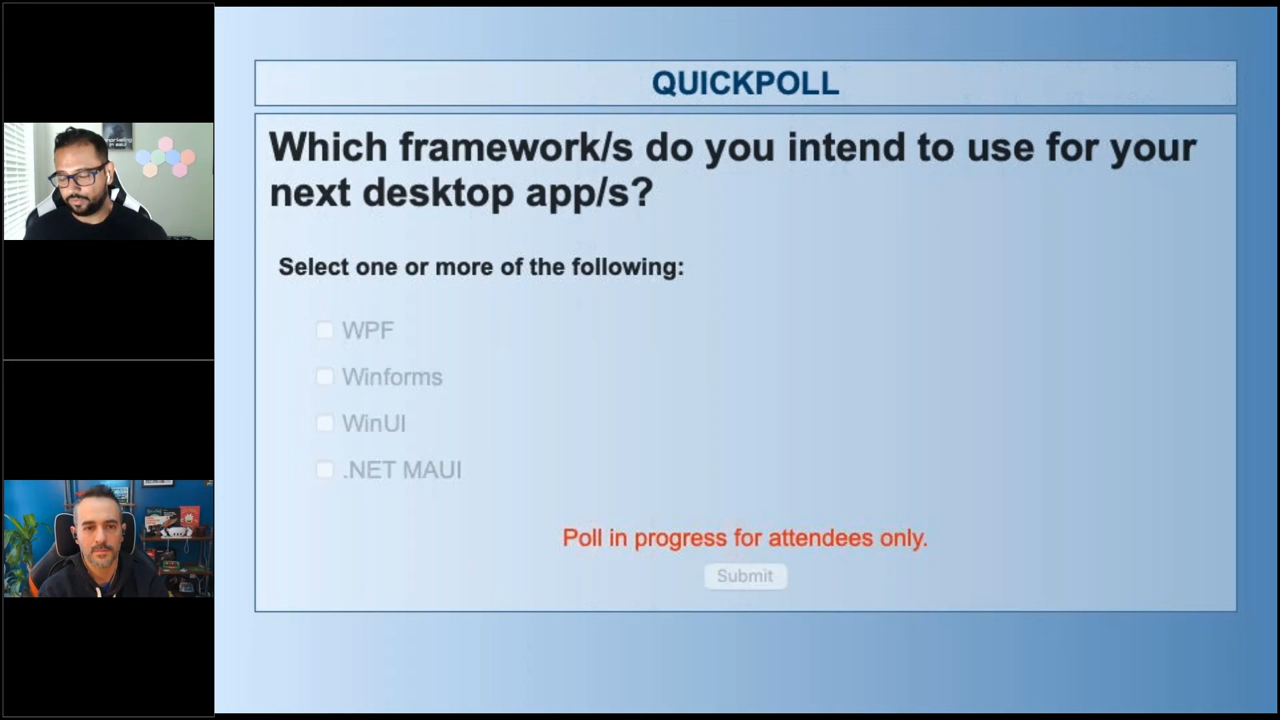 QUICKPOLL
Which framework/s do you intend to use for your
next desktop app/s?
Select one or more of the following:
WPF
Winforms
WinUI
.NET MAUI
Poll in progress for attendees only.
Submit